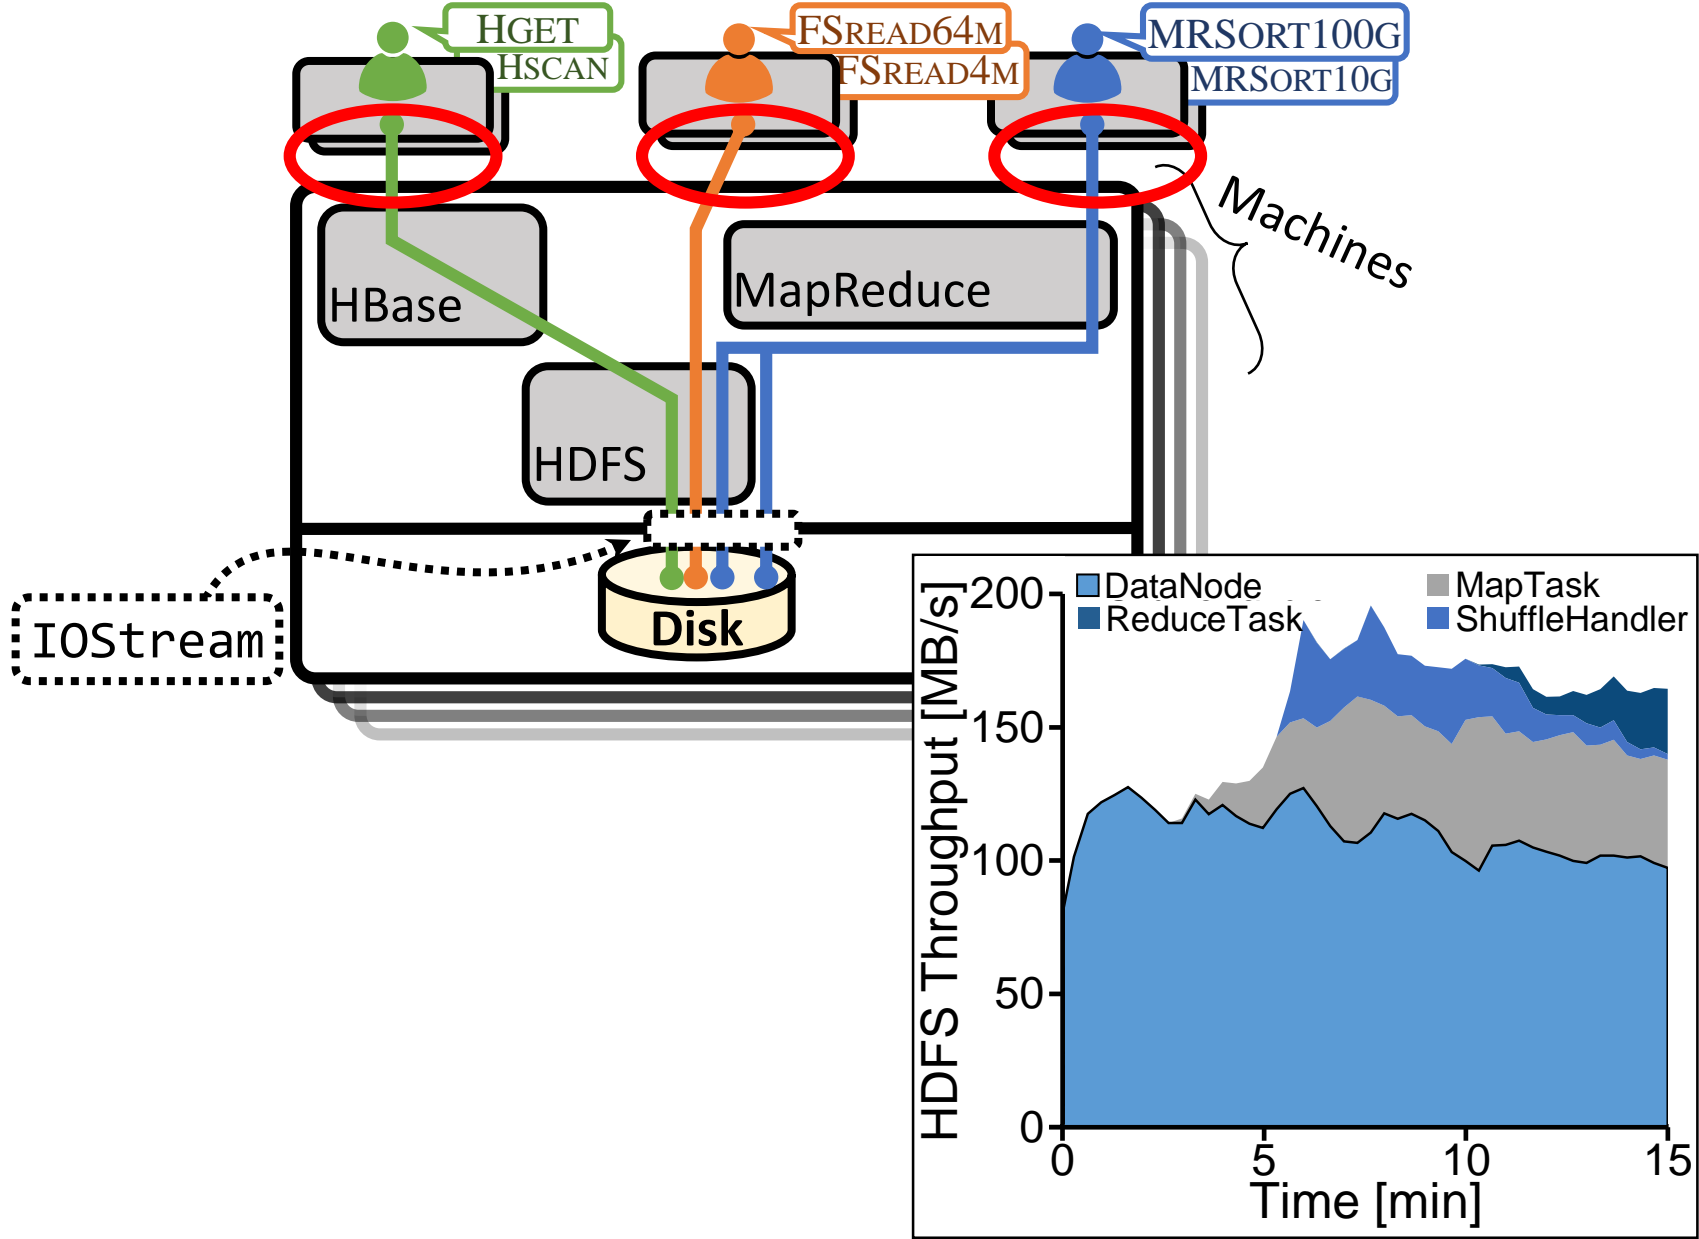 HGET
HSCAN
FSREAD64M
FSREAD4M
MRSORT100G
MRSORT10G
Machines
HBase
MapReduce
HDFS
IOStream
Disk
HDFS Throughput [MB/s]
200
150
100
50
0
DataNode
MapTask
ReduceTask
ShuffleHandler
0
5
10
15
Time [min]